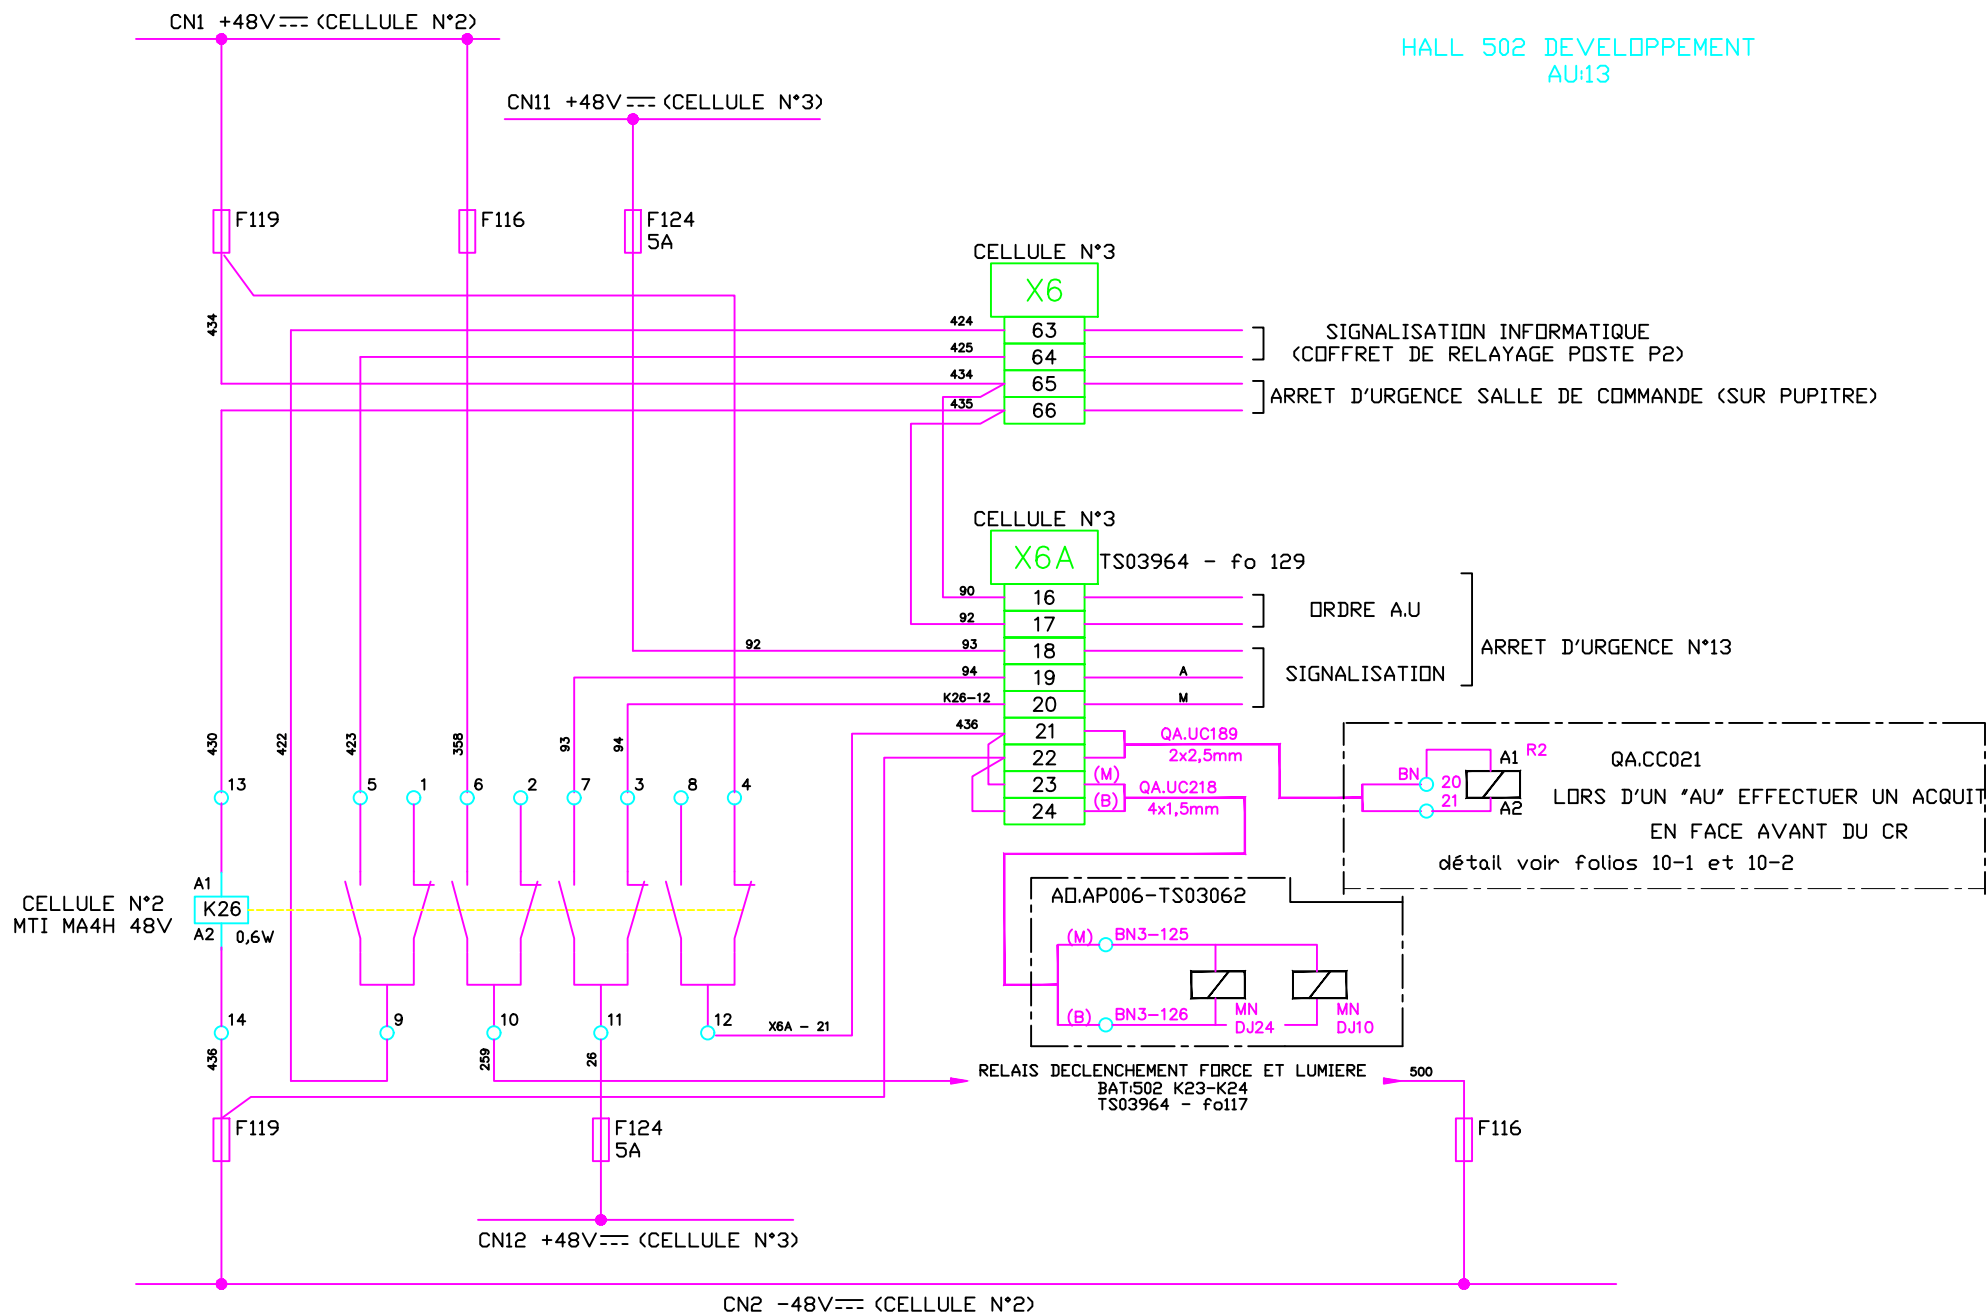 CN1 +48V (CELLULE N°2)
HALL 502 DEVELOPPEMENT
AU:13
CN11 +48V (CELLULE N°3)
F119
F116
F124
5A
CELLULE N°3
X6
434
424
63
425
64
434
65
435
66
SIGNALISATION INFORMATIQUE
(COFFRET DE RELAYAGE POSTE P2)
ARRET D'URGENCE SALLE DE COMMANDE (SUR PUPITRE)
CELLULE N°3
X6A
TS03964 - fo 129
90
16
92
17
92
93
18
94
19
A
K26-12
20
M
436
21
22
23
24
ORDRE A.U
SIGNALISATION
ARRET D'URGENCE N°13
QA.UC189
2x2,5mm
(M)
QA.UC218
(B)
4x1,5mm
430
422
423
358
93
94
13
5
1
6
2
7
3
8
4
BN
20
21
A1
R2
A2
QA.CC021
LORS D'UN "AU" EFFECTUER UN ACQUIT
EN FACE AVANT DU CR
détail voir folios 10-1 et 10-2
CELLULE N°2
MTI MA4H 48V
A1
K26
A2
0,6W
AO.AP006-TS03062
(M)
BN3-125
(B)
BN3-126
MN
DJ24
MN
DJ10
14
9
10
11
12
X6A - 21
436
259
26
RELAIS DECLENCHEMENT FORCE ET LUMIERE
BAT:502 K23-K24
TS03964 - fo117
500
F119
F124
5A
F116
CN12 +48V (CELLULE N°3)
CN2 -48V (CELLULE N°2)